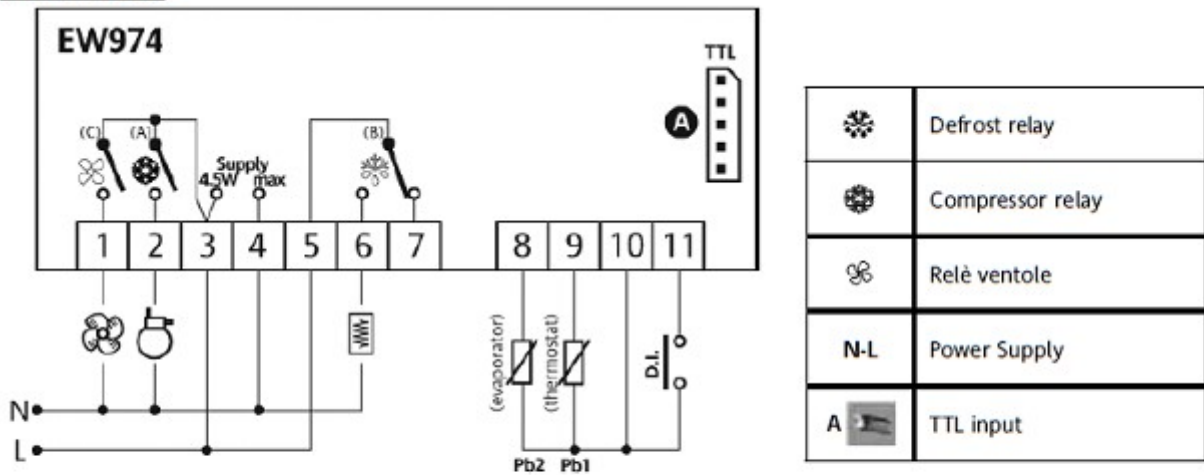 EW974
TTL
A
(C)
(A)
(B)
Supply
4.5W max
1 2 3 4 5 6 7
8 9 10 11
(evaporator)
(thermostat)
D.I.
N
L
Pb2 Pb1
Defrost relay
Compressor relay
Relè ventole
N-L Power Supply
A TTL input